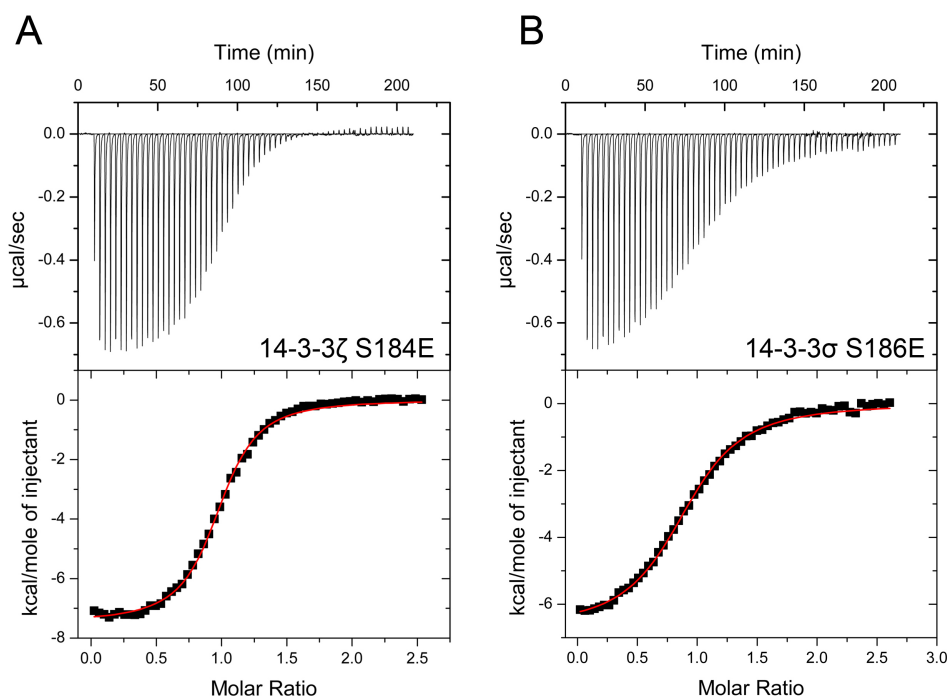 A
Time (min)
0 50 100 150 200
0.0
-0.2
-0.4
-0.6
µcal/sec
14-3-3ζ S184E
0
-2
-4
-6
-8
kcal/mole of injectant
0.0 0.5 1.0 1.5 2.0 2.5
Molar Ratio
B
Time (min)
0 50 100 150 200
0.0
-0.2
-0.4
-0.6
µcal/sec
14-3-3σ S186E
0
-2
-4
-6
kcal/mole of injectant
0.0 0.5 1.0 1.5 2.0 2.5 3.0
Molar Ratio